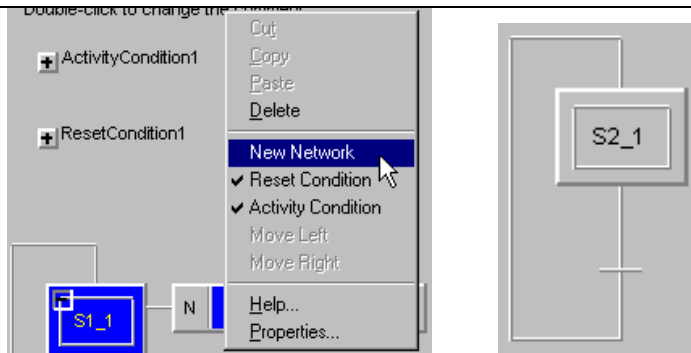 Double-click to change the comment
Cut
ActivityCondition1
Copy
Paste
Delete
ResetCondition1
New Network
Reset Condition
Activity Condition
Move Left
Move Right
Help...
Properties...
S1_1
N
S2_1